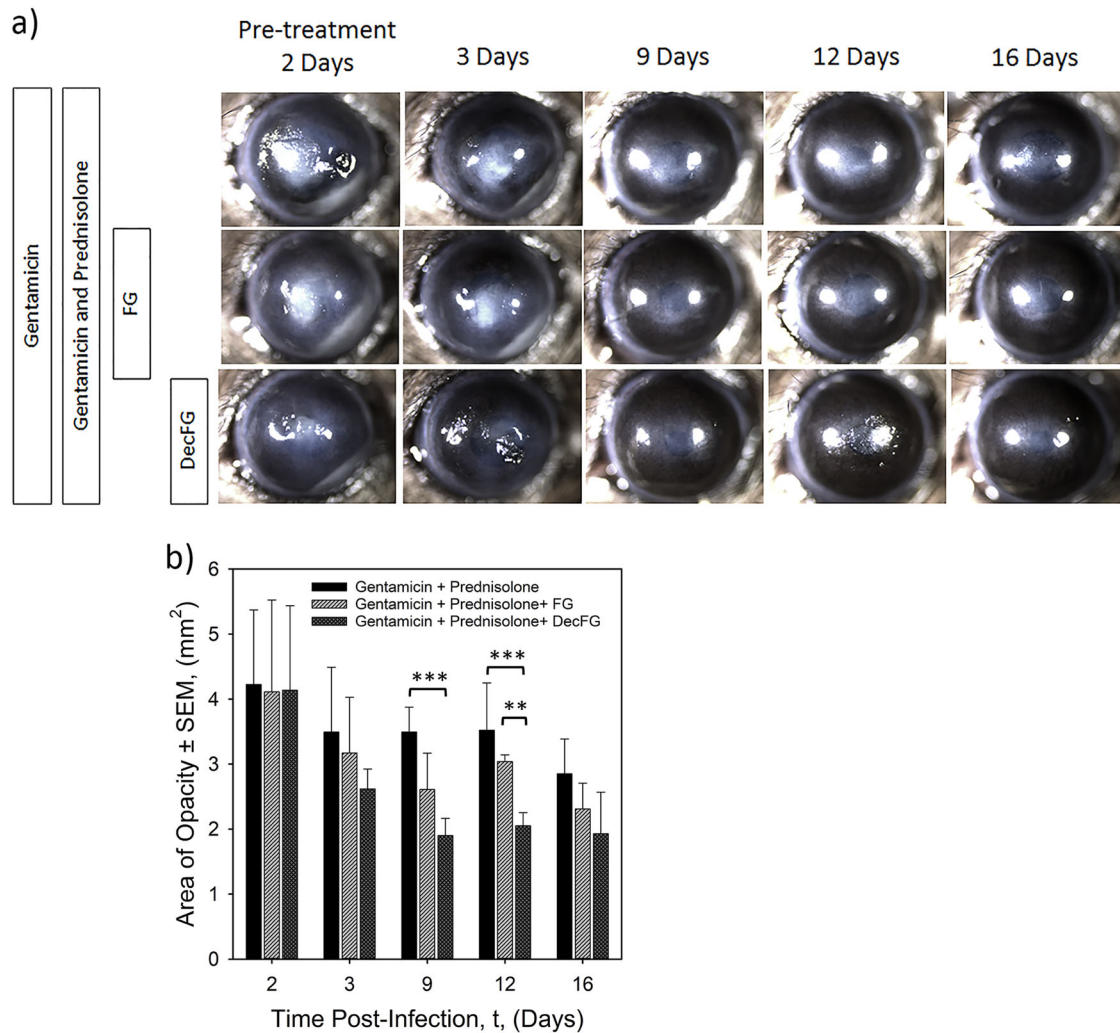 a)
Pre-treatment
2 Days
3 Days
9 Days
12 Days
16 Days
Gentamicin
Gentamicin and Prednisolone
FG
DecFG
b)
Gentamicin + Prednisolone
Gentamicin + Prednisolone+ FG
Gentamicin + Prednisolone+ DecFG
Area of Opacity ± SEM, (mm²)
6
5
4
3
2
1
0
***
***
**
2
3
9
12
16
Time Post-Infection, t, (Days)